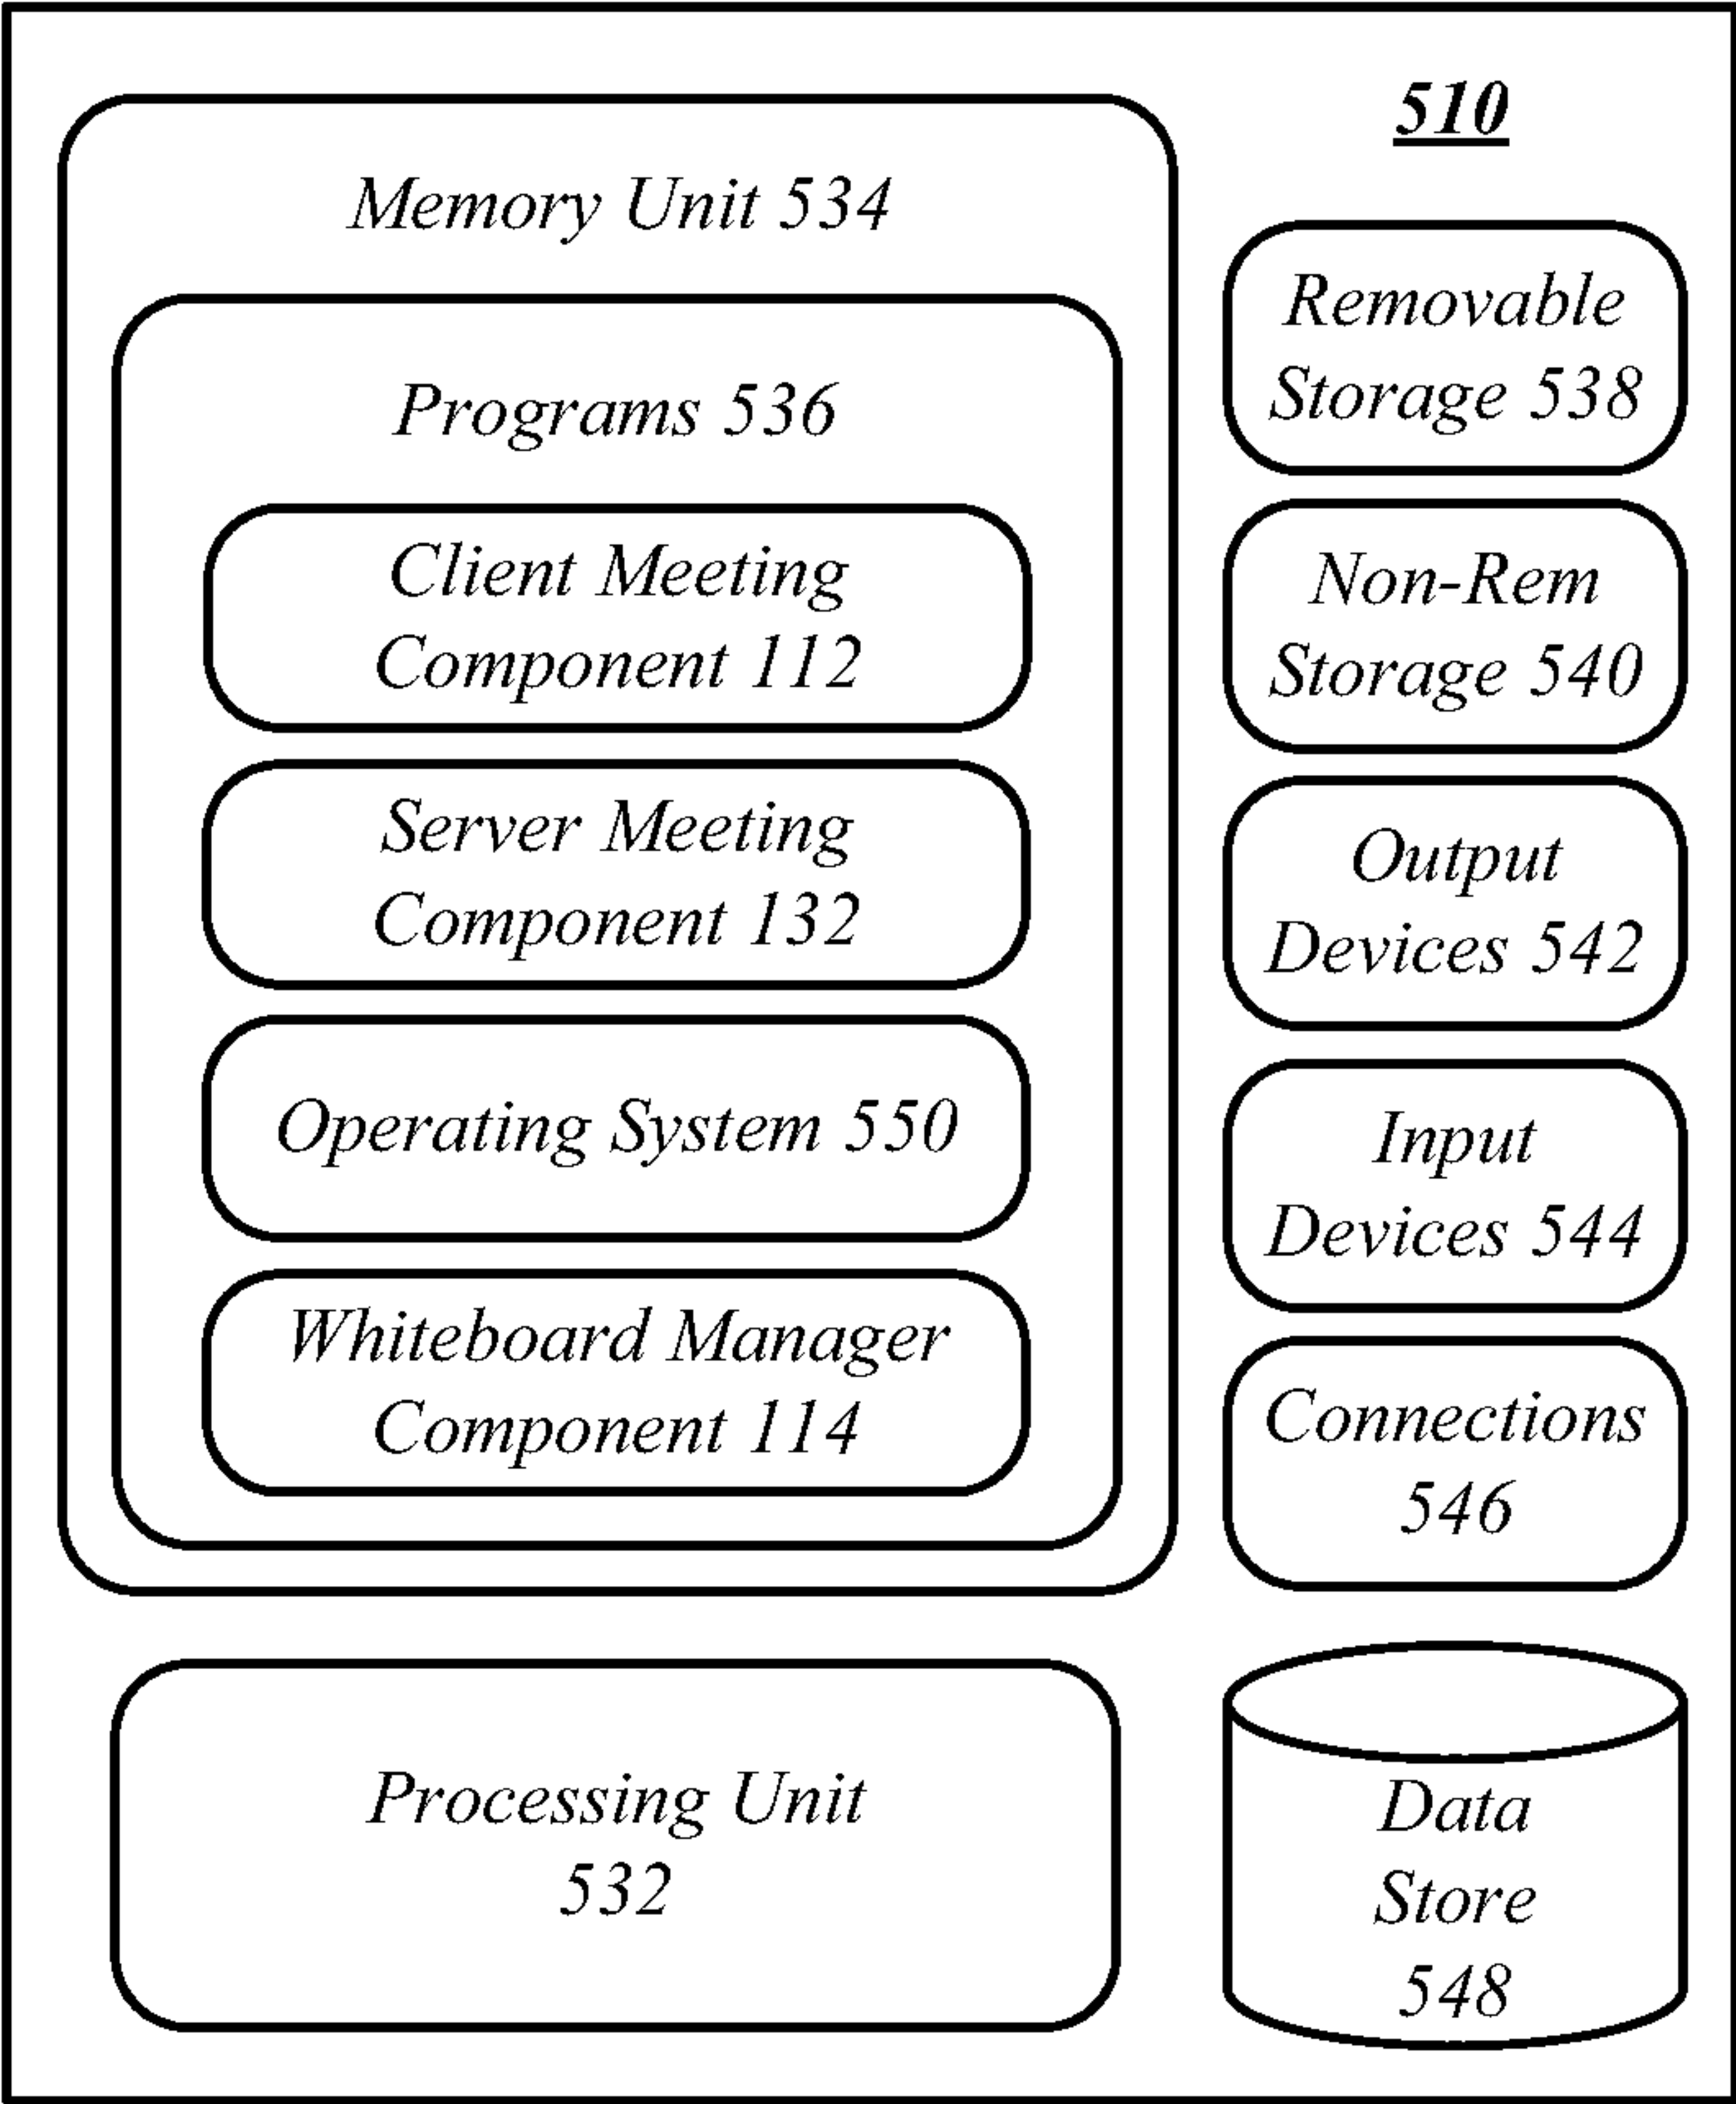 510
Memory Unit 534
Programs 536
Client Meeting
Component 112
Server Meeting
Component 132
Operating System 550
Whiteboard Manager
Component 114
Processing Unit
532
Removable
Storage 538
Non-Rem
Storage 540
Output
Devices 542
Input
Devices 544
Connections
546
Data
Store
548